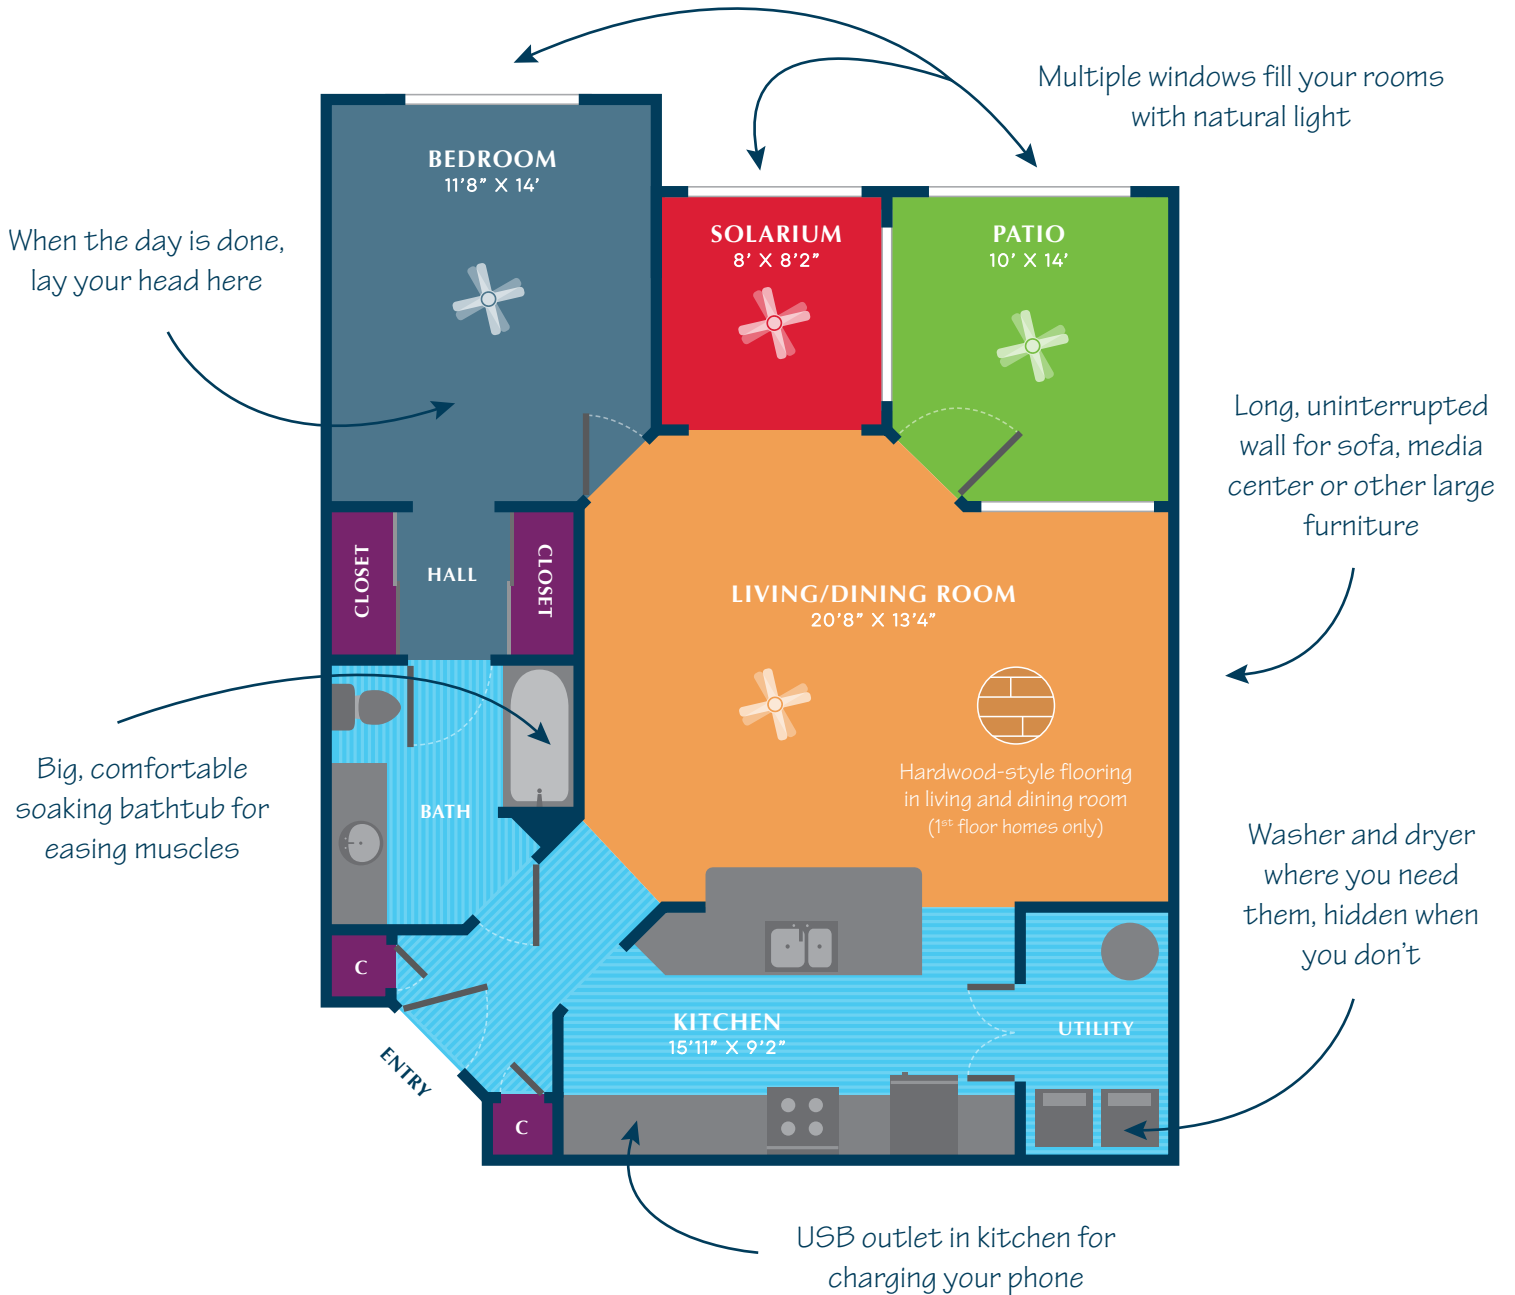 Multiple windows fill your rooms
with natural light
BEDROOM
11'8" X 14'
When the day is done,
lay your head here
SOLARIUM
8' X 8'2"
PATIO
10' X 14'
Long, uninterrupted
wall for sofa, media
center or other large
furniture
CLOSET
HALL
CLOSET
LIVING/DINING ROOM
20'8" X 13'4"
Hardwood-style flooring
in living and dining room
(1st floor homes only)
Big, comfortable
soaking bathtub for
easing muscles
BATH
Washer and dryer
where you need
them, hidden when
you don't
C
KITCHEN
15'11" X 9'2"
UTILITY
ENTRY
C
USB outlet in kitchen for
charging your phone